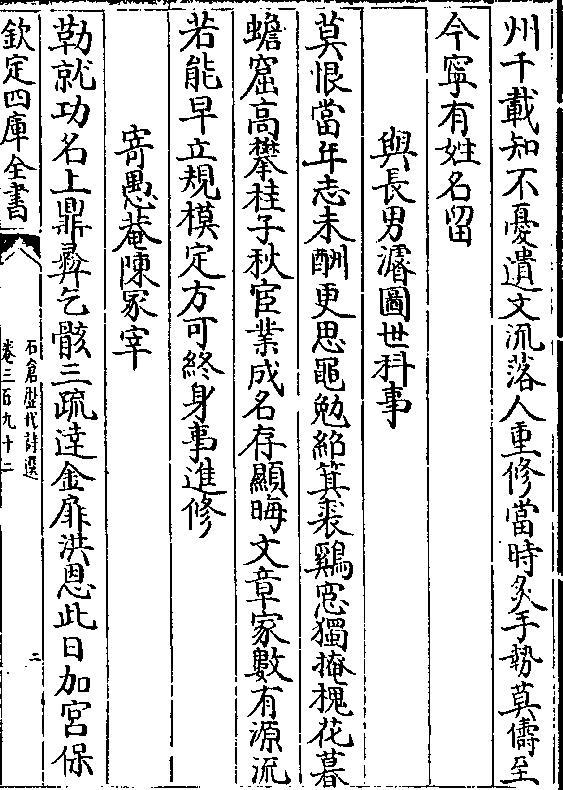 州千載知不憂遺文流落人重修當時炙手勢莫儔至
今寧有姓名留
與長男濬圖世科事
莫恨當年志未酬更思黽勉紹箕裘鷄窓獨掩槐花暮
蟾窟高攀桂子秋宦業成名存顯晦文章家數有源流
若能早立規模定方可終身事進修
寄愚菴陳冢宰
勒就功名上鼎彞乞骸三疏達金扉洪恩此日加宮保
欽定四庫全書
石倉歷代詩選
卷三百九十二
二